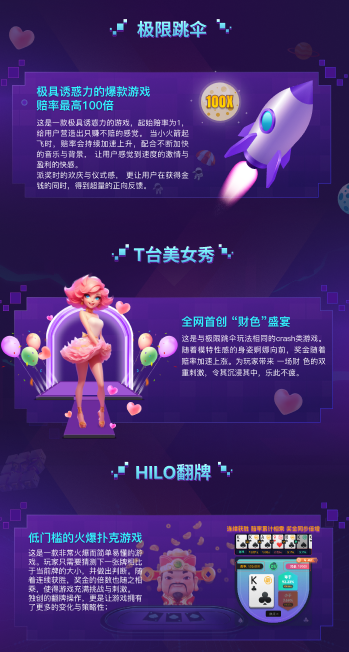 极限跳伞
极具诱惑力的爆款游戏
赔率最高100倍
100X
这是一款极具诱惑力的游戏，起始赔率为1，
给用户营造出只赚不赔的感觉。 当小火箭起
飞时，赔率会持续加速上升，配合不断加快
的音乐与背景， 让用户感觉到速度的激情与
盈利的快感。
派奖时的欢庆与仪式感， 更让用户在获得金
钱的同时，得到超量的正向反馈。
T台美女秀
全网首创 “财色”盛宴
这是与极限跳伞玩法相同的crash类游戏。
随着模特性感的身姿婀娜向前，奖金随着
赔率加速上涨。为玩家带来 一场财 色的双
重刺激，令其沉浸其中，乐此不疲。
HILO翻牌
低门槛的火爆扑克游戏
这是一款非常火爆而简单易懂的游
戏。玩家只需要猜测下一张牌相比
于当前牌的大小，并做出判断。随
着连续获胜，奖金的倍数也随之相
乘，使得游戏充满挑战与刺激。
独创的翻牌操作，更是让游戏拥有
了更多的变化与策略性；
连续获胜 赔率累计相乘 奖金同步倍增
K